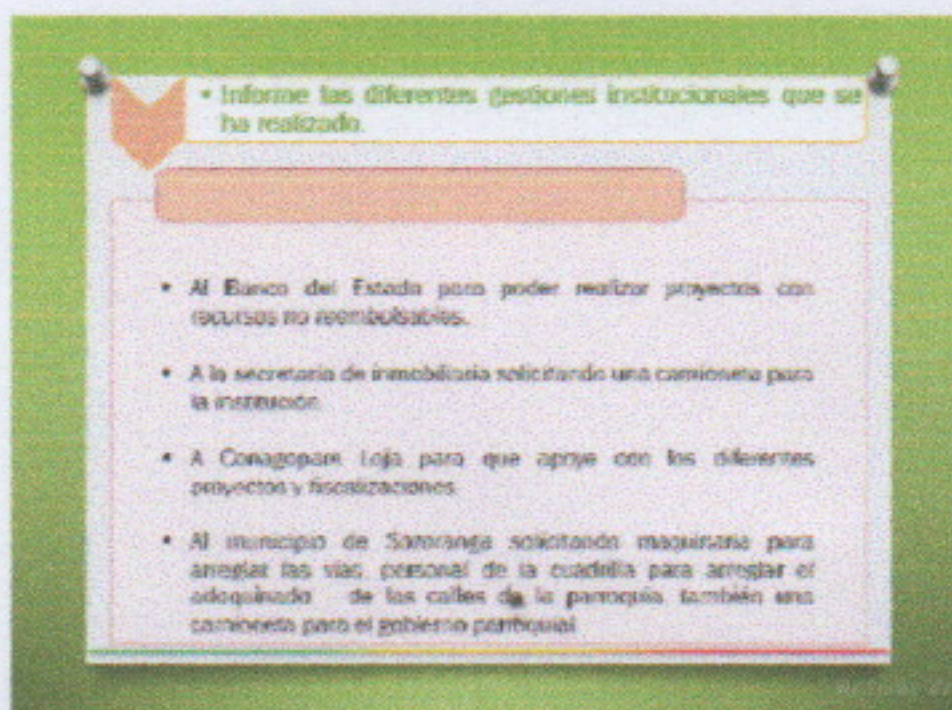 • Informe las diferentes gestiones institucionales que se
ha realizado.
• Al Banco del Estado para poder realizar proyectos con
recursos no reembolsables.
• A la secretaria de inmobiliaria solicitando una camioneta para
la institución
• A Conagopare Loja para que apoye con los diferentes
proyectos y fiscalizaciones
• Al municipio de Sozoranga solicitando maquinaria para
arreglar las vías, personal de la cuadrilla para arreglar el
adoquinado de las calles de la parroquia, también una
camioneta para el gobierno parroquial